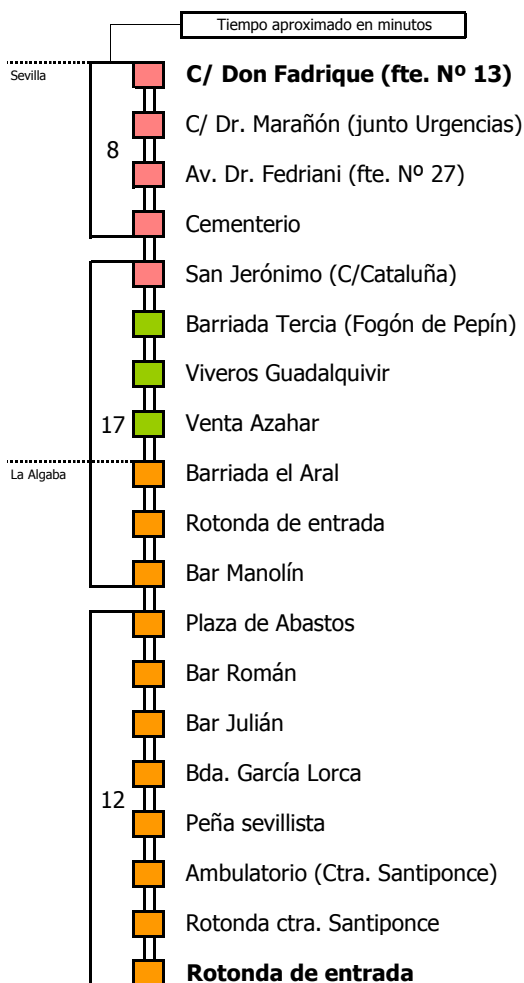 Tiempo aproximado en minutos
Sevilla
C/ Don Fadrique (fte. Nº 13)
C/ Dr. Marañón (junto Urgencias)
8
Av. Dr. Fedriani (fte. Nº 27)
Cementerio
San Jerónimo (C/Cataluña)
Barriada Tercia (Fogón de Pepín)
Viveros Guadalquivir
17
Venta Azahar
La Algaba
Barriada el Aral
Rotonda de entrada
Bar Manolín
Plaza de Abastos
Bar Román
Bar Julián
Bda. García Lorca
12
Peña sevillista
Ambulatorio (Ctra. Santiponce)
Rotonda ctra. Santiponce
Rotonda de entrada